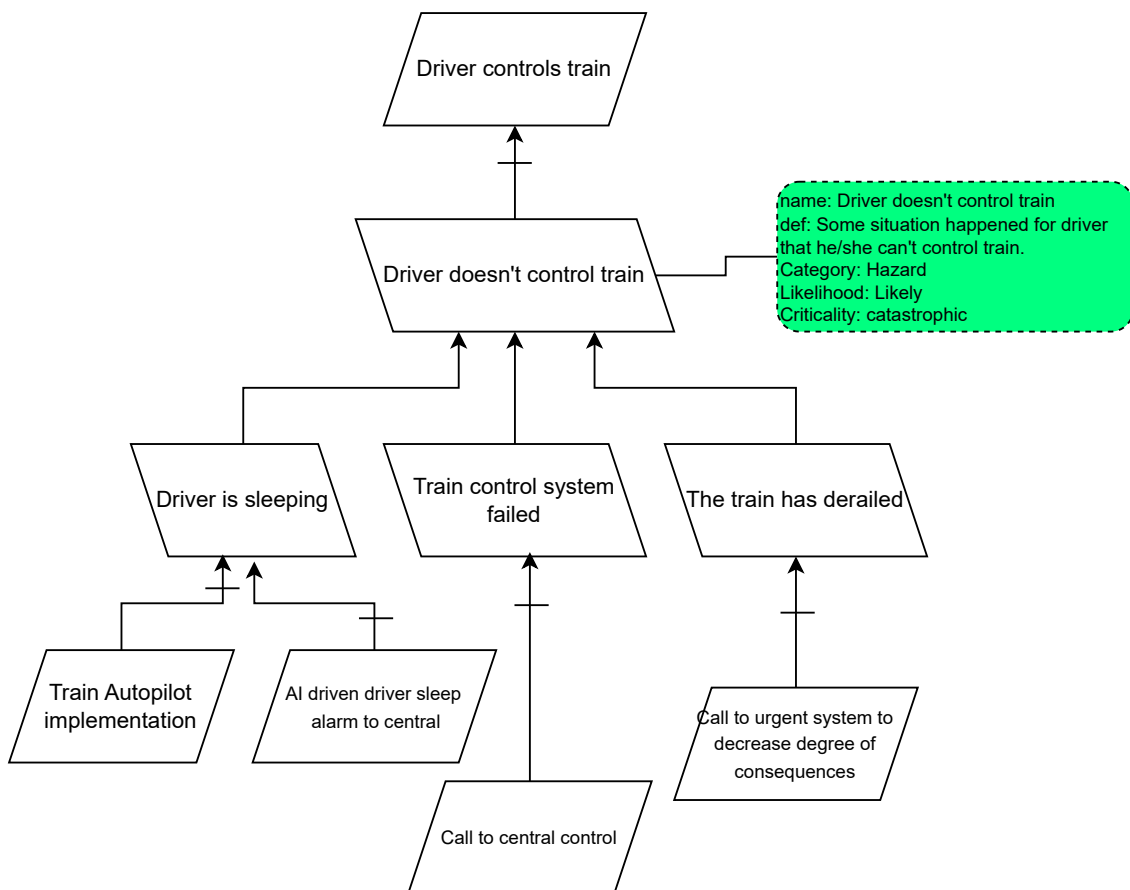 Driver controls train
Driver doesn't control train
name: Driver doesn't control train
def: Some situation happened for driver
that he/she can't control train.
Category: Hazard
Likelihood: Likely
Criticality: catastrophic
Driver is sleeping
Train control system
failed
The train has derailed
Train Autopilot
implementation
AI driven driver sleep
alarm to central
Call to urgent system to
decrease degree of
consequences
Call to central control